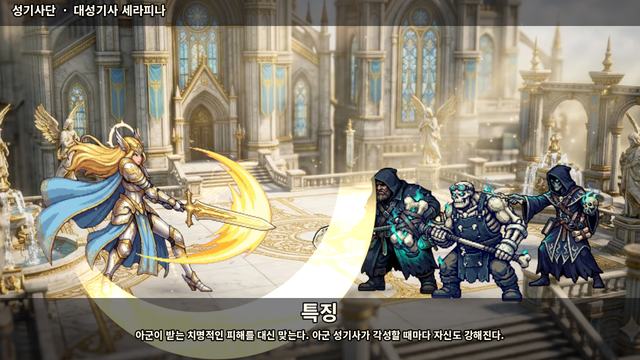 성기사단 · 대성기사 세라피나
특징
아군이 받는 치명적인 피해를 대신 맞는다. 아군 성기사가 각성할 때마다 자신도 강해진다.